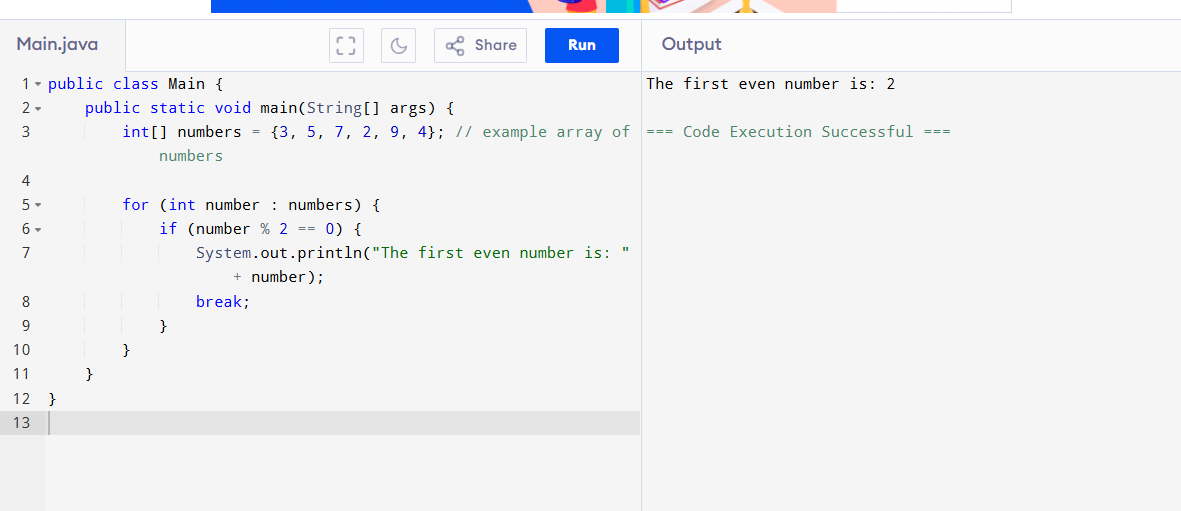 Main.java
Share
Run
Output
1 public class Main {
2 public static void main(String[] args) {
3 int[] numbers = {3, 5, 7, 2, 9, 4}; // example array of
numbers
4
5 for (int number : numbers) {
6 if (number % 2 == 0) {
7 System.out.println("The first even number is: "
+ number);
8 break;
9 }
10 }
11 }
12 }
13
The first even number is: 2
=== Code Execution Successful ===